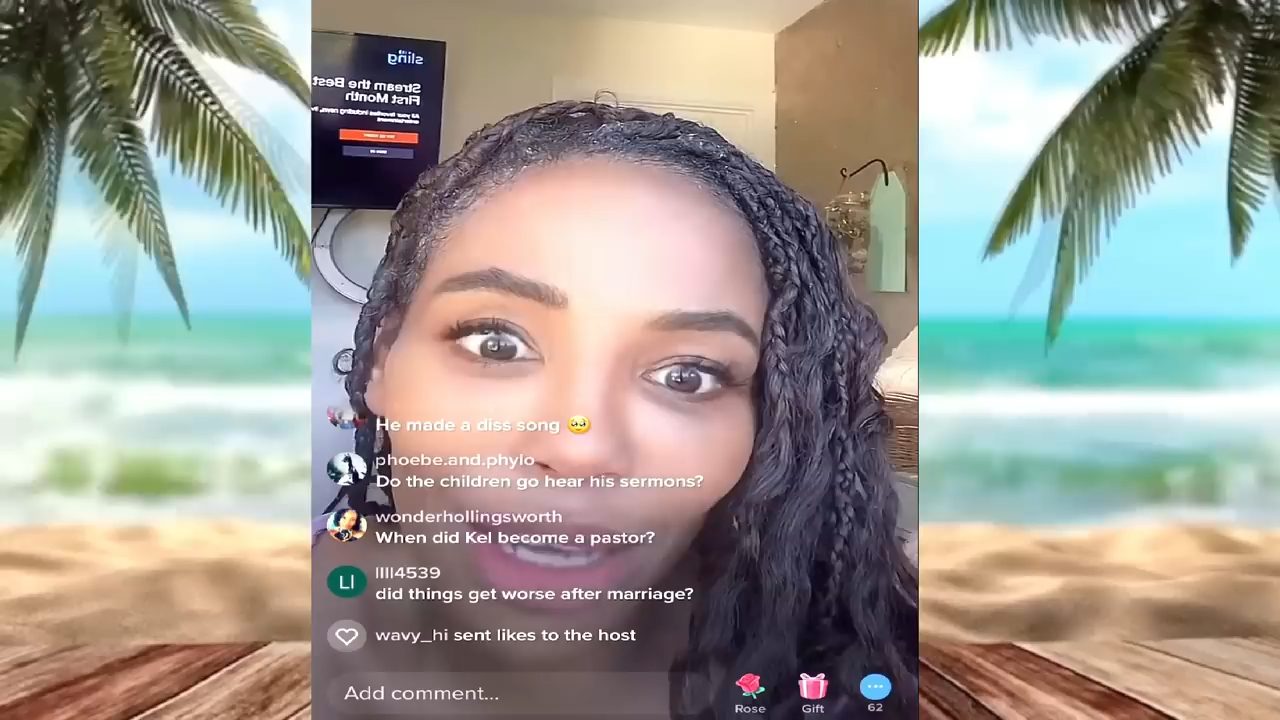 sling
Stream the Best
First Month
He made a diss song 🥹
phoebe.and.phylo
Do the children go hear his sermons?
wonderhollingsworth
When did Kel become a pastor?
Ll
llll4539
did things get worse after marriage?
wavy_hi sent likes to the host
Add comment...
Rose
Gift
62